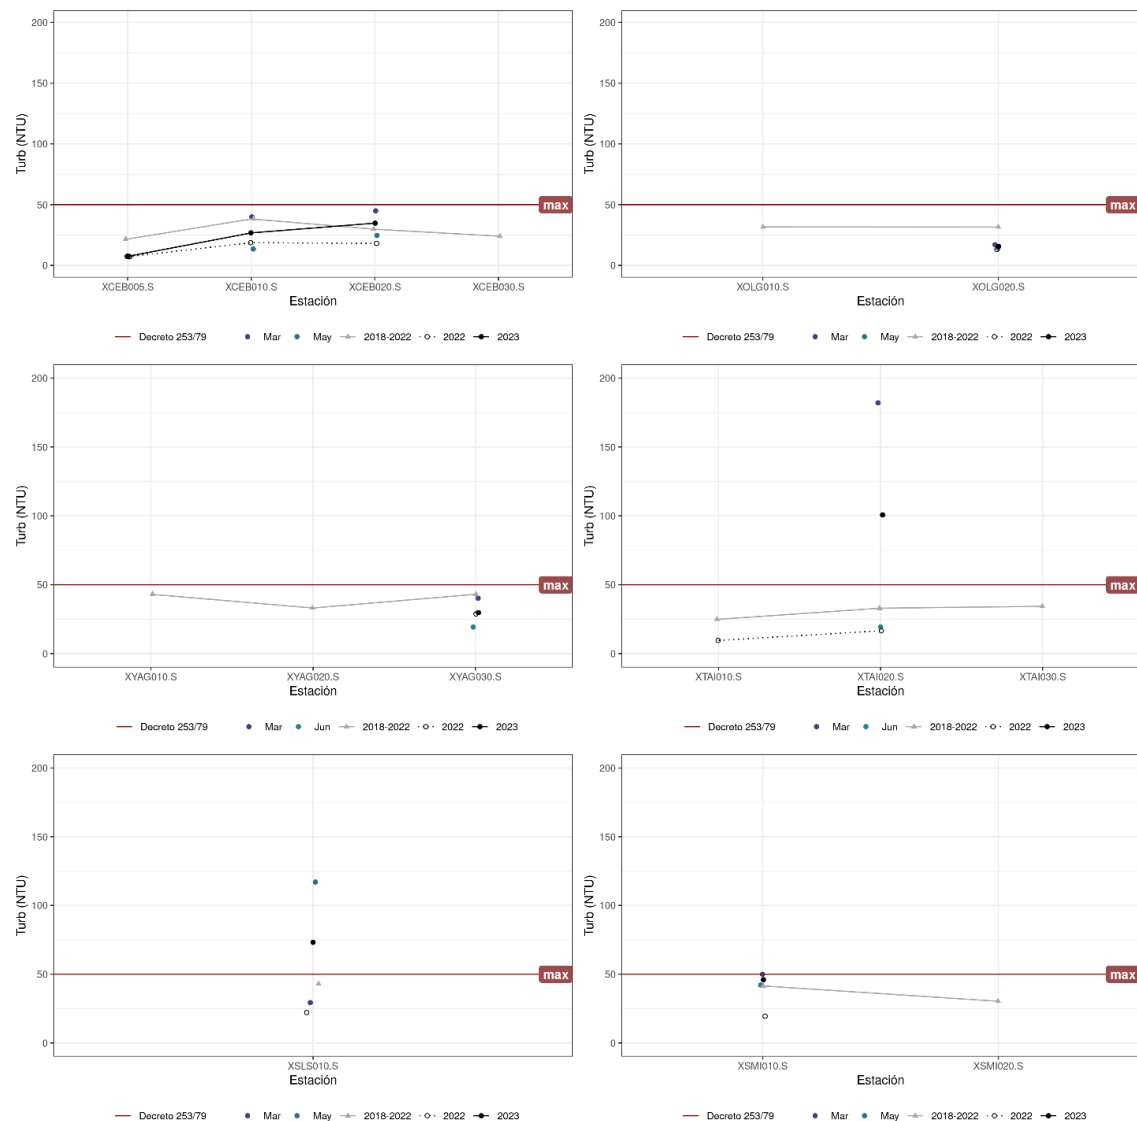 200
150
100
50
0
Turb (NTU)
max
XCEB005.S XCEB010.S XCEB020.S XCEB030.S
Estación
Decreto 253/79 Mar May 2018-2022 2022 2023
200
150
100
50
0
Turb (NTU)
max
XOLG010.S XOLG020.S
Estación
Decreto 253/79 Mar May 2018-2022 2022 2023
200
150
100
50
0
Turb (NTU)
max
XYAG010.S XYAG020.S XYAG030.S
Estación
Decreto 253/79 Mar Jun 2018-2022 2022 2023
200
150
100
50
0
Turb (NTU)
max
XTAI010.S XTAI020.S XTAI030.S
Estación
Decreto 253/79 Mar Jun 2018-2022 2022 2023
200
150
100
50
0
Turb (NTU)
max
XSLS010.S
Estación
Decreto 253/79 Mar May 2018-2022 2022 2023
200
150
100
50
0
Turb (NTU)
max
XSMI010.S XSMI020.S
Estación
Decreto 253/79 Mar May 2018-2022 2022 2023